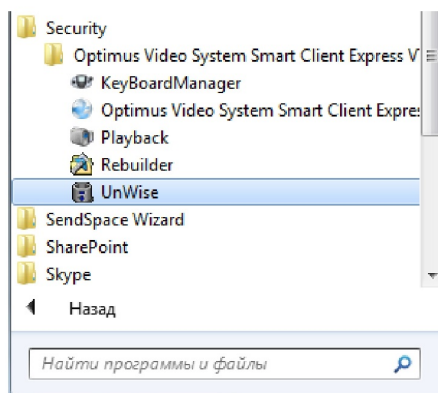 Security
Optimus Video System Smart Client Express V
KeyBoardManager
Optimus Video System Smart Client Expre
Playback
Rebuilder
UnWise
SendSpace Wizard
SharePoint
Skype
Назад
Найти программы и файлы